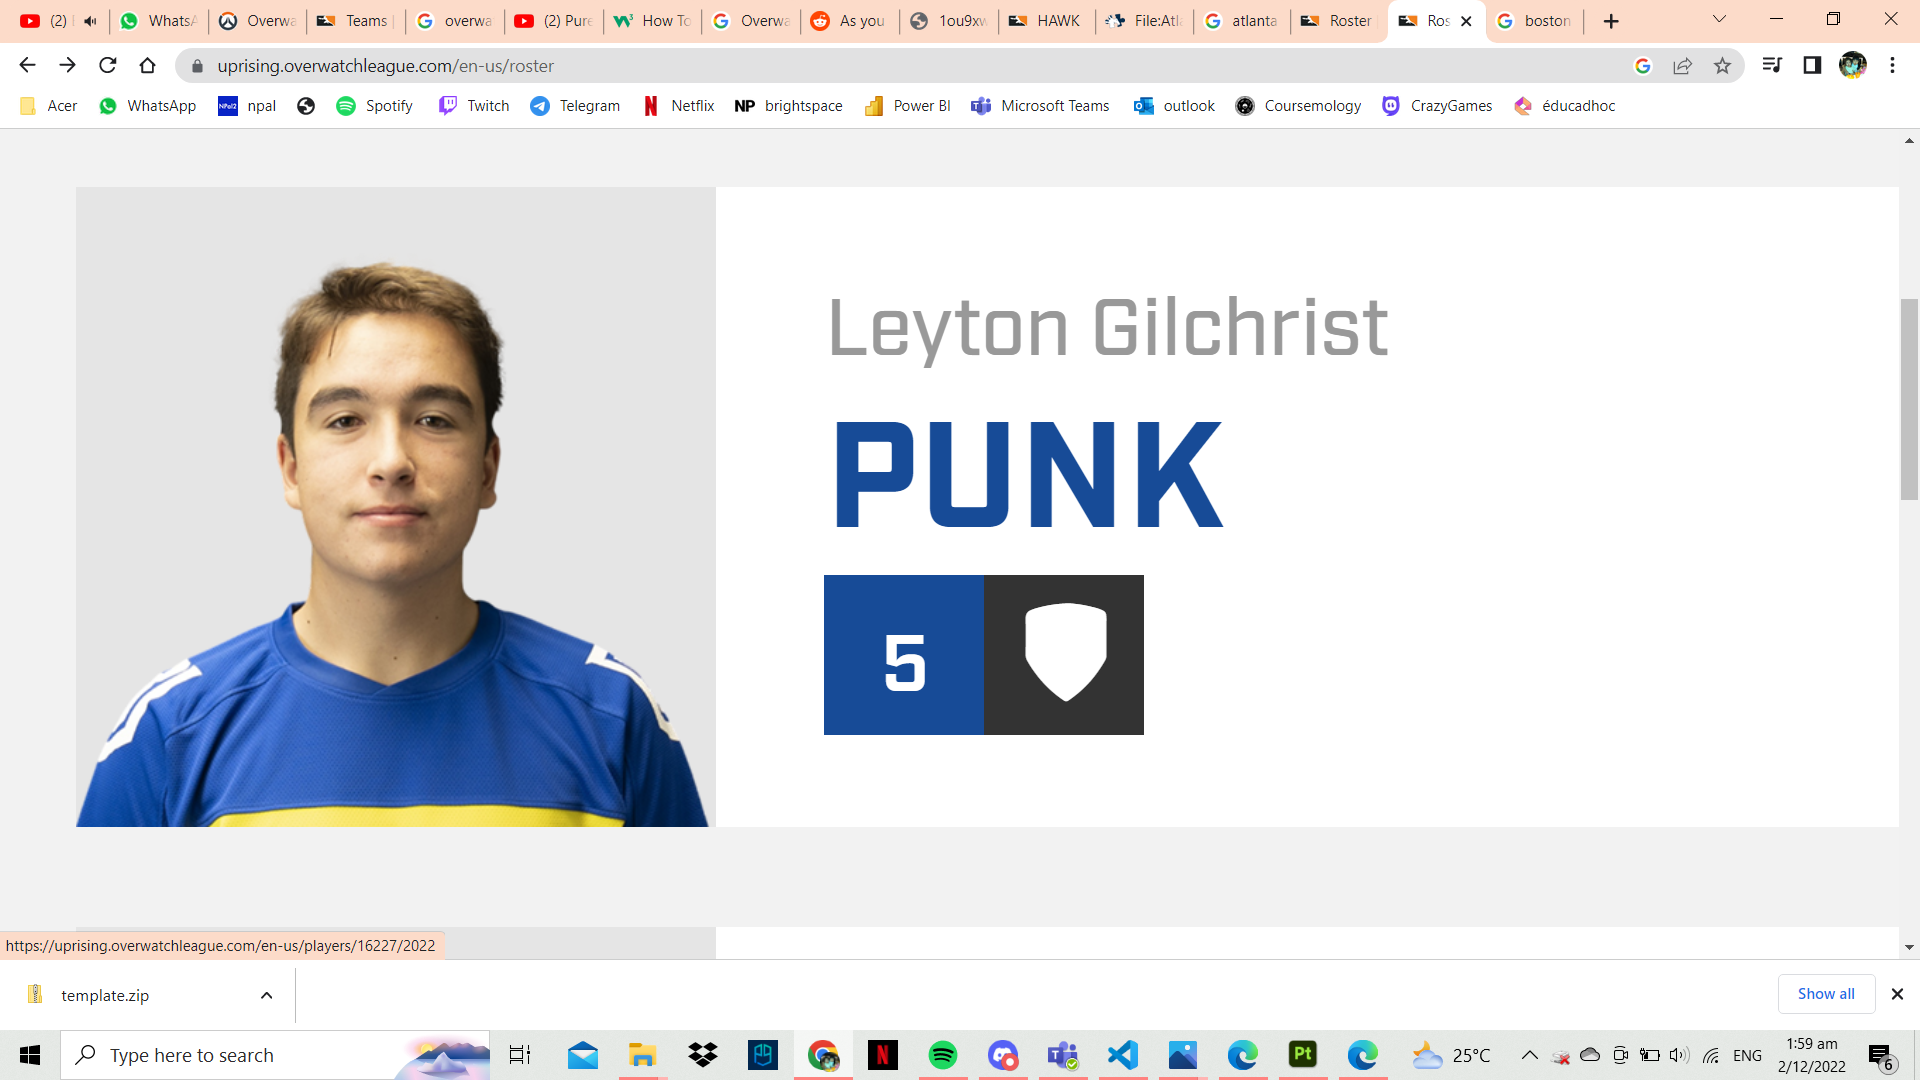 (2)
WhatsA
Overwa
Teams
overwa
(2) Pure
How To
Overwa
As you
1ou9xw
HAWK
File:Atl
atlanta
Roster
Ros
boston
uprising.overwatchleague.com/en-us/roster
Acer
WhatsApp
NPal2
npal
Spotify
Twitch
Telegram
Netflix
NP
brightspace
Power BI
Microsoft Teams
outlook
Coursemology
CrazyGames
éducadhoc
Leyton Gilchrist
PUNK
5
https://uprising.overwatchleague.com/en-us/players/16227/2022
template.zip
Show all
Type here to search
Pt
25°C
ENG
1:59 am
2/12/2022
6